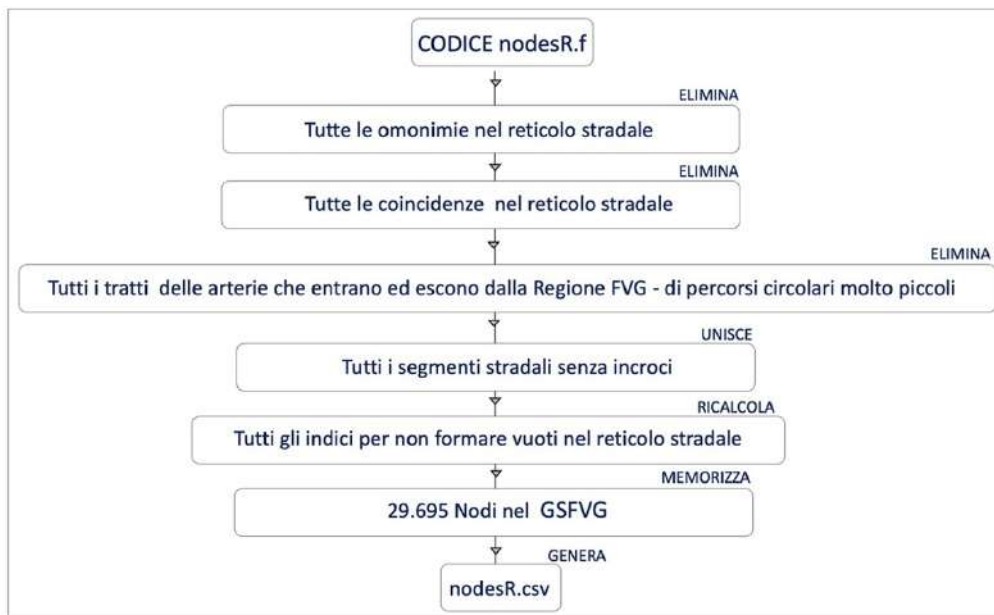 CODICE nodesR.f
ELIMINA
Tutte le omonimie nel reticolo stradale
ELIMINA
Tutte le coincidenze nel reticolo stradale
ELIMINA
Tutti i tratti delle arterie che entrano ed escono dalla Regione FVG - di percorsi circolari molto piccoli
UNISCE
Tutti i segmenti stradali senza incroci
RICALCOLA
Tutti gli indici per non formare vuoti nel reticolo stradale
MEMORIZZA
29.695 Nodi nel GSFVG
GENERA
nodesR.csv